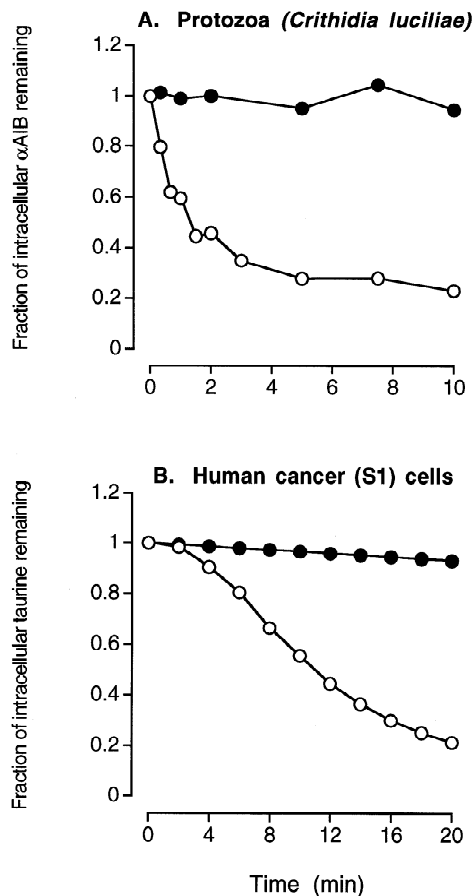 A. Protozoa (Crithidia luciliae)
Fraction of intracellular αAIB remaining
1.2
1
0.8
0.6
0.4
0.2
0
0 2 4 6 8 10
B. Human cancer (S1) cells
Fraction of intracellular taurine remaining
1.2
1
0.8
0.6
0.4
0.2
0
0 4 8 12 16 20
Time (min)